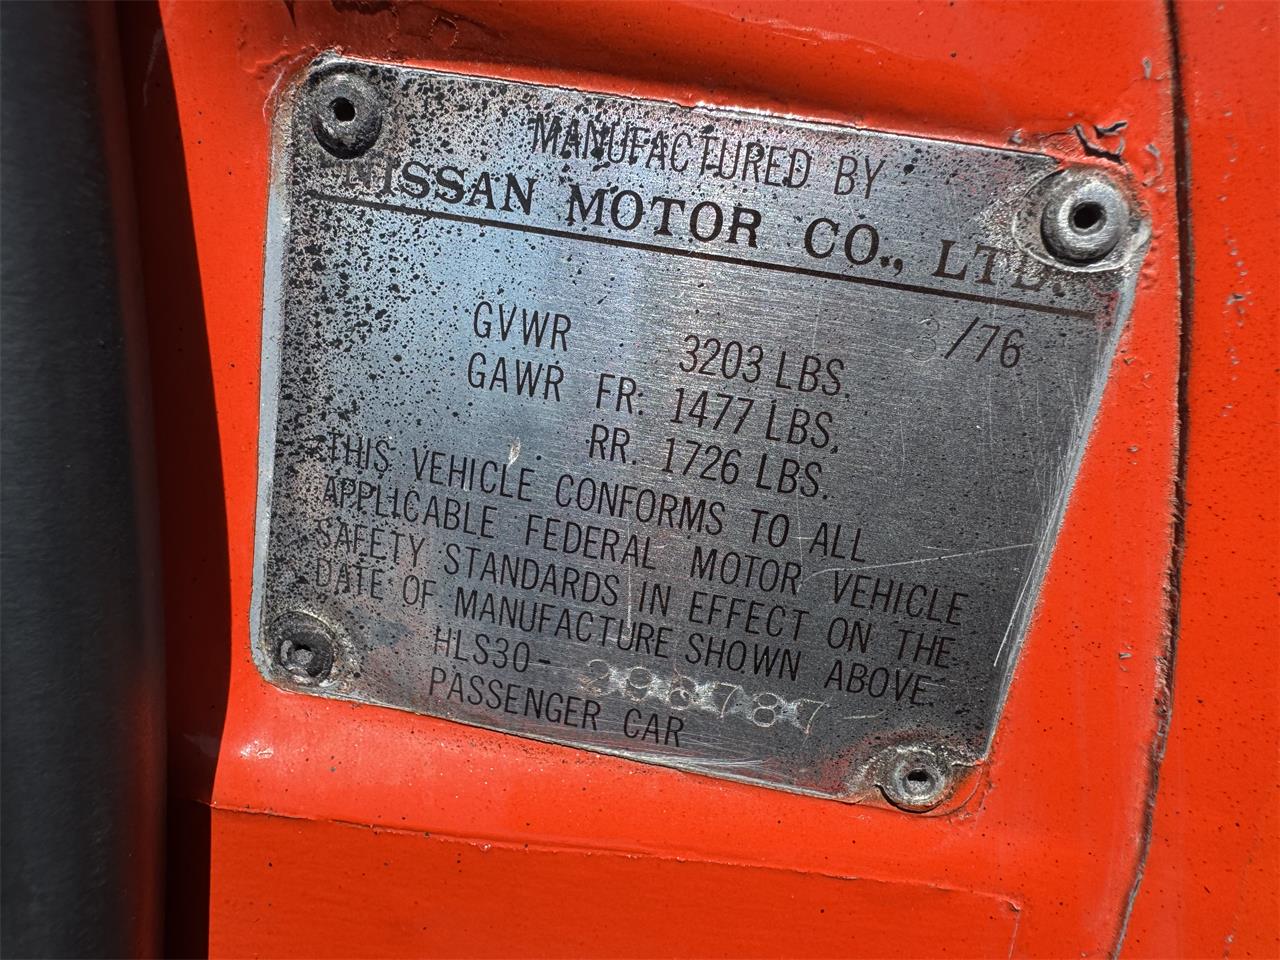 MANUFACTURED BY
NISSAN MOTOR CO., LTD.
3/76
GVWR 3203 LBS.
GAWR FR: 1477 LBS,
RR. 1726 LBS.
THIS VEHICLE CONFORMS TO ALL
APPLICABLE FEDERAL MOTOR VEHICLE
SAFETY STANDARDS IN EFFECT ON THE
DATE OF MANUFACTURE SHOWN ABOVE.
HLS30-
PASSENGER CAR